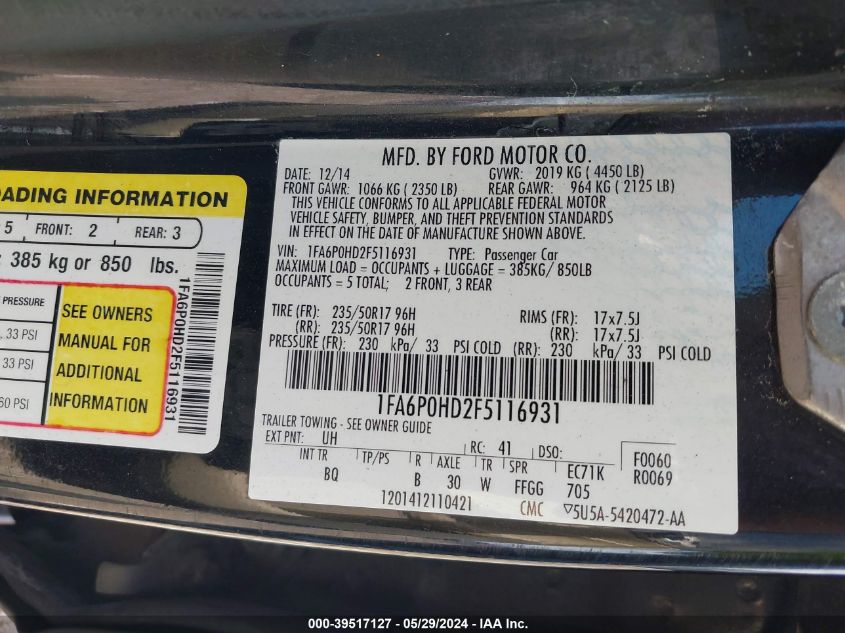 OADING INFORMATION
5 FRONT: 2 REAR: 3
385 kg or 850 lbs.
PRESSURE
33 PSI
33 PSI
60 PSI
SEE OWNERS
MANUAL FOR
ADDITIONAL
INFORMATION
1FA6P0HD2F5116931
MFD. BY FORD MOTOR CO.
DATE: 12/14 GVWR: 2019 KG ( 4450 LB)
FRONT GAWR: 1066 KG ( 2350 LB) REAR GAWR: 964 KG ( 2125 LB)
THIS VEHICLE CONFORMS TO ALL APPLICABLE FEDERAL MOTOR
VEHICLE SAFETY, BUMPER, AND THEFT PREVENTION STANDARDS
IN EFFECT ON THE DATE OF MANUFACTURE SHOWN ABOVE.
VIN: 1FA6P0HD2F5116931 TYPE: Passenger Car
MAXIMUM LOAD = OCCUPANTS + LUGGAGE = 385KG/ 850LB
OCCUPANTS = 5 TOTAL; 2 FRONT, 3 REAR
TIRE (FR): 235/50R17 96H RIMS (FR): 17x7.5J
(RR): 235/50R17 96H (RR): 17x7.5J
PRESSURE (FR): 230 kPa/ 33 PSI COLD (RR): 230 kPa/ 33 PSI COLD
1FA6P0HD2F5116931
TRAILER TOWING - SEE OWNER GUIDE
EXT PNT: UH RC: 41 DSO:
F0060
R0069
INT TR TP/PS R AXLE TR SPR EC71K
BQ B 30 W FFGG 705
1201412110421 CMC ▽5U5A-5420472-AA
000-39517127 - 05/29/2024 - IAA Inc.